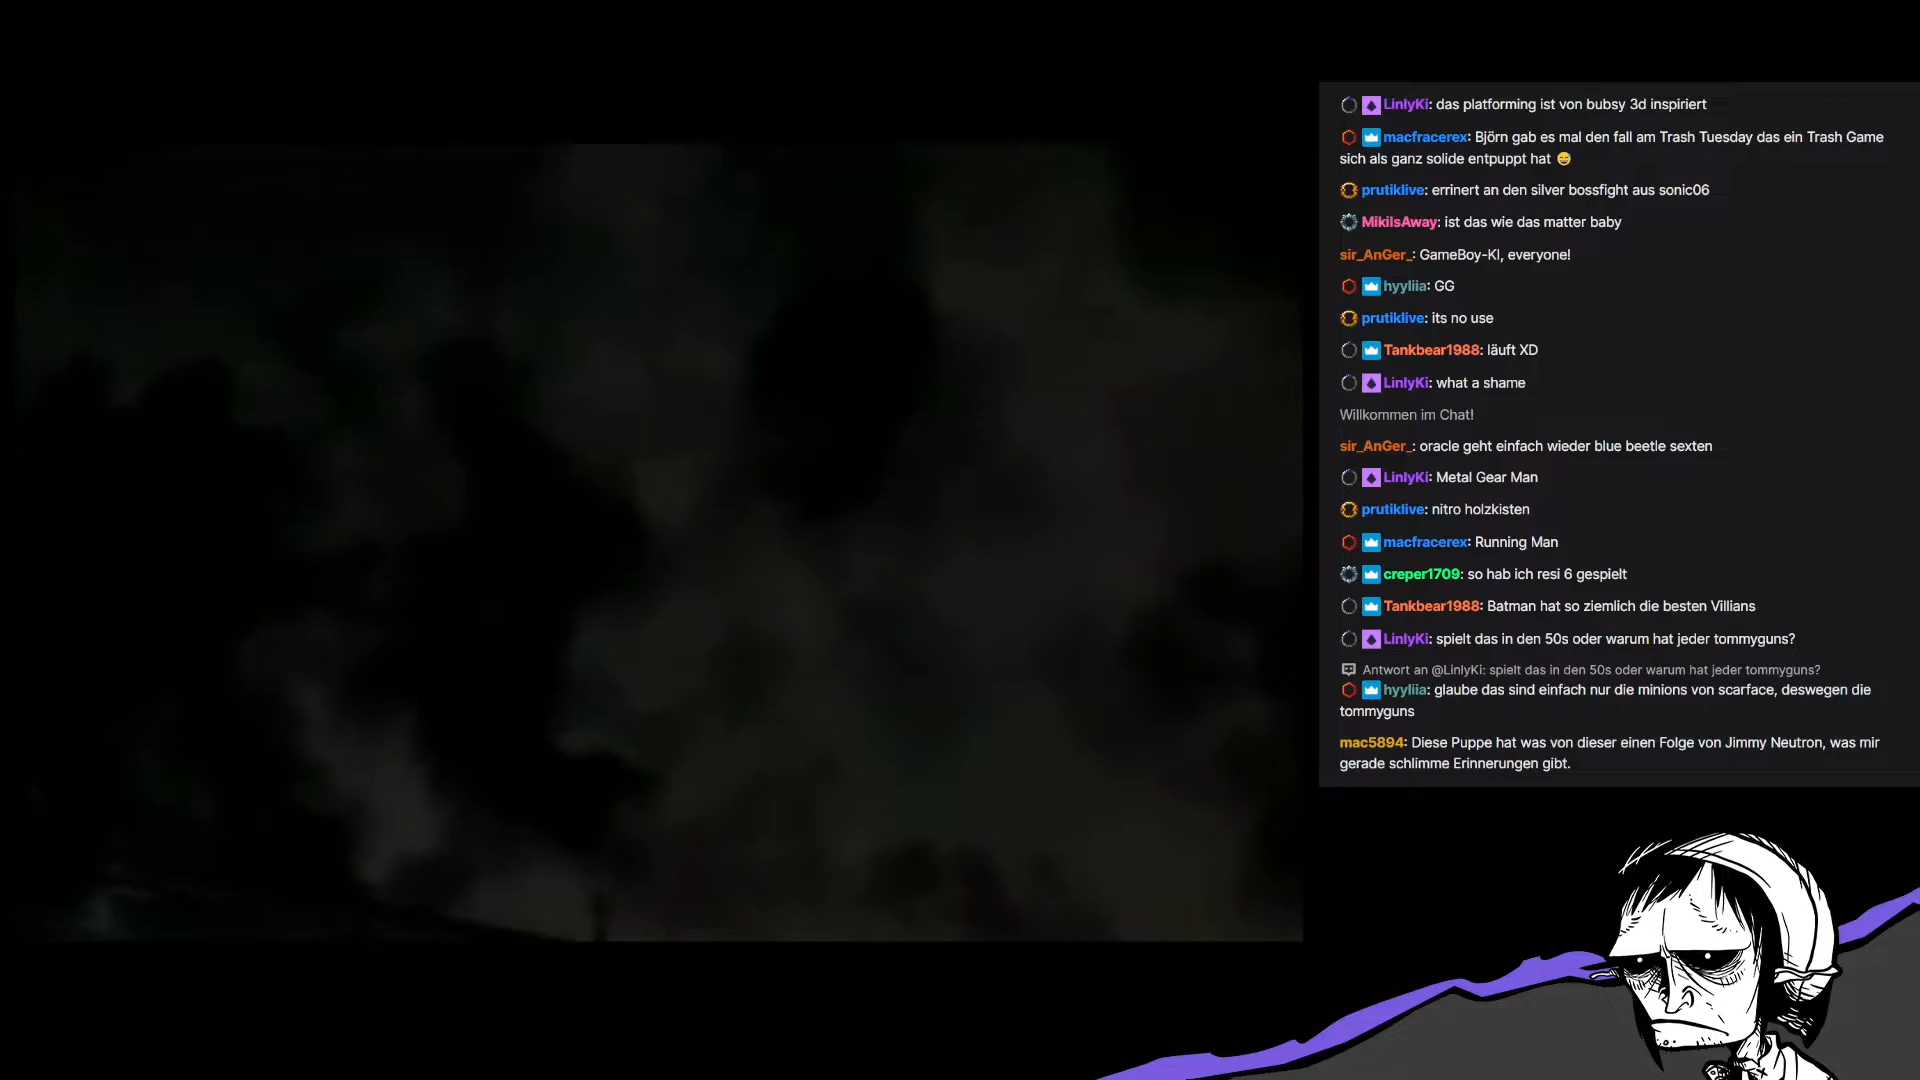 LinlyKi: das platforming ist von bubsy 3d inspiriert
macfracerex: Björn gab es mal den fall am Trash Tuesday das ein Trash Game
sich als ganz solide entpuppt hat 😅
prutiklive: errinert an den silver bossfight aus sonic06
MikilsAway: ist das wie das matter baby
sir_AnGer_: GameBoy-KI, everyone!
hyyliia: GG
prutiklive: its no use
Tankbear1988: läuft XD
LinlyKi: what a shame
Willkommen im Chat!
sir_AnGer_: oracle geht einfach wieder blue beetle sexten
LinlyKi: Metal Gear Man
prutiklive: nitro holzkisten
macfracerex: Running Man
creper1709: so hab ich resi 6 gespielt
Tankbear1988: Batman hat so ziemlich die besten Villians
LinlyKi: spielt das in den 50s oder warum hat jeder tommyguns?
Antwort an @LinlyKi: spielt das in den 50s oder warum hat jeder tommyguns?
hyyliia: glaube das sind einfach nur die minions von scarface, deswegen die
tommyguns
mac5894: Diese Puppe hat was von dieser einen Folge von Jimmy Neutron, was mir
gerade schlimme Erinnerungen gibt.